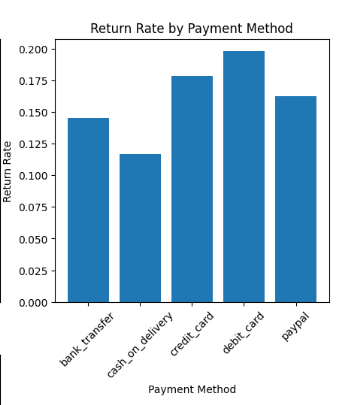 Return Rate by Payment Method
0.200
0.175
0.150
0.125
0.100
0.075
0.050
0.025
0.000
Return Rate
bank_transfer
cash_on_delivery
credit_card
debit_card
paypal
Payment Method